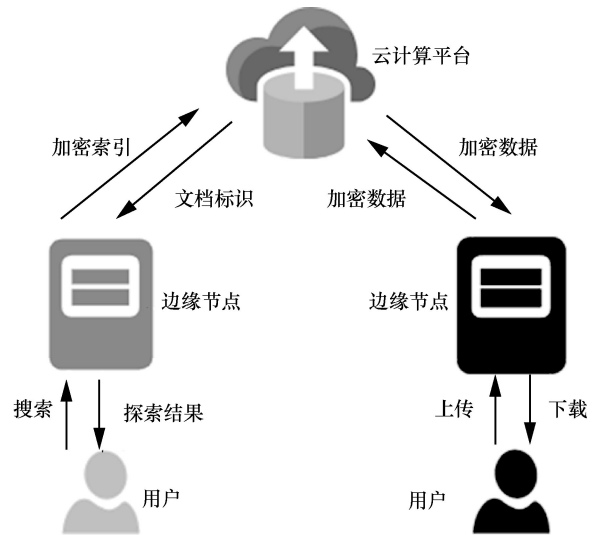 云计算平台
加密索引
加密数据
文档标识
加密数据
边缘节点
边缘节点
搜索
探索结果
上传
下载
用户
用户